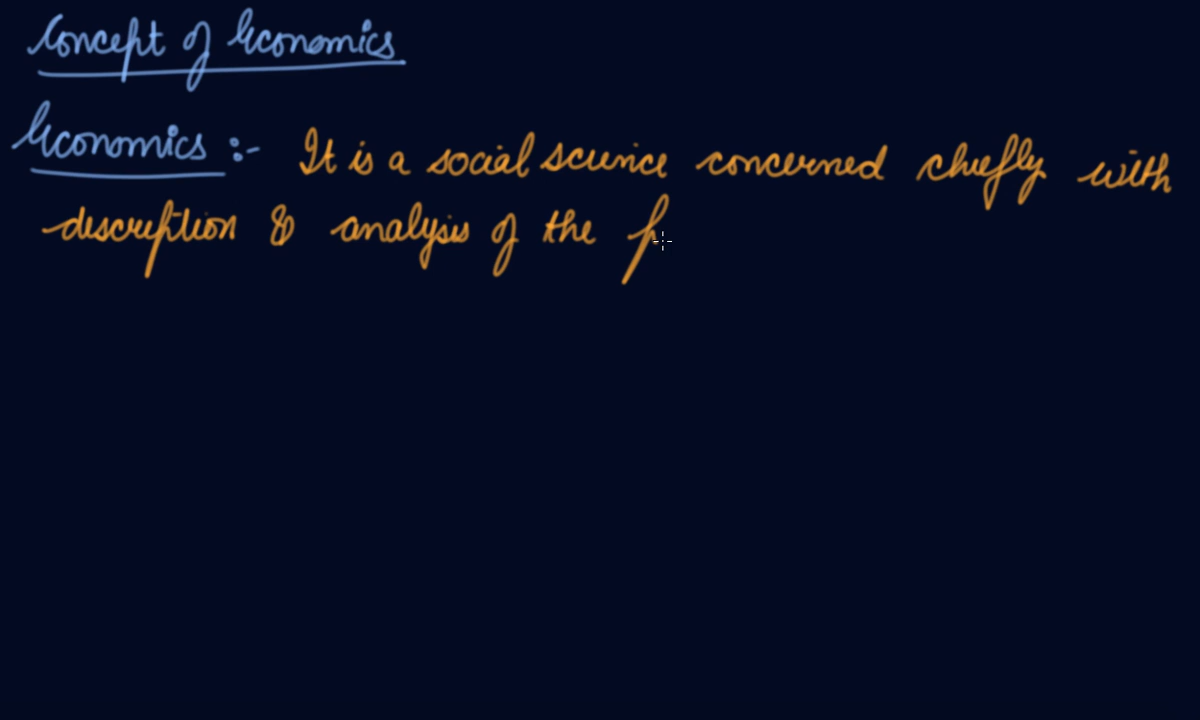 Concept of Economics
Economics :- It is a social science concerned chiefly with
description & analysis of the p